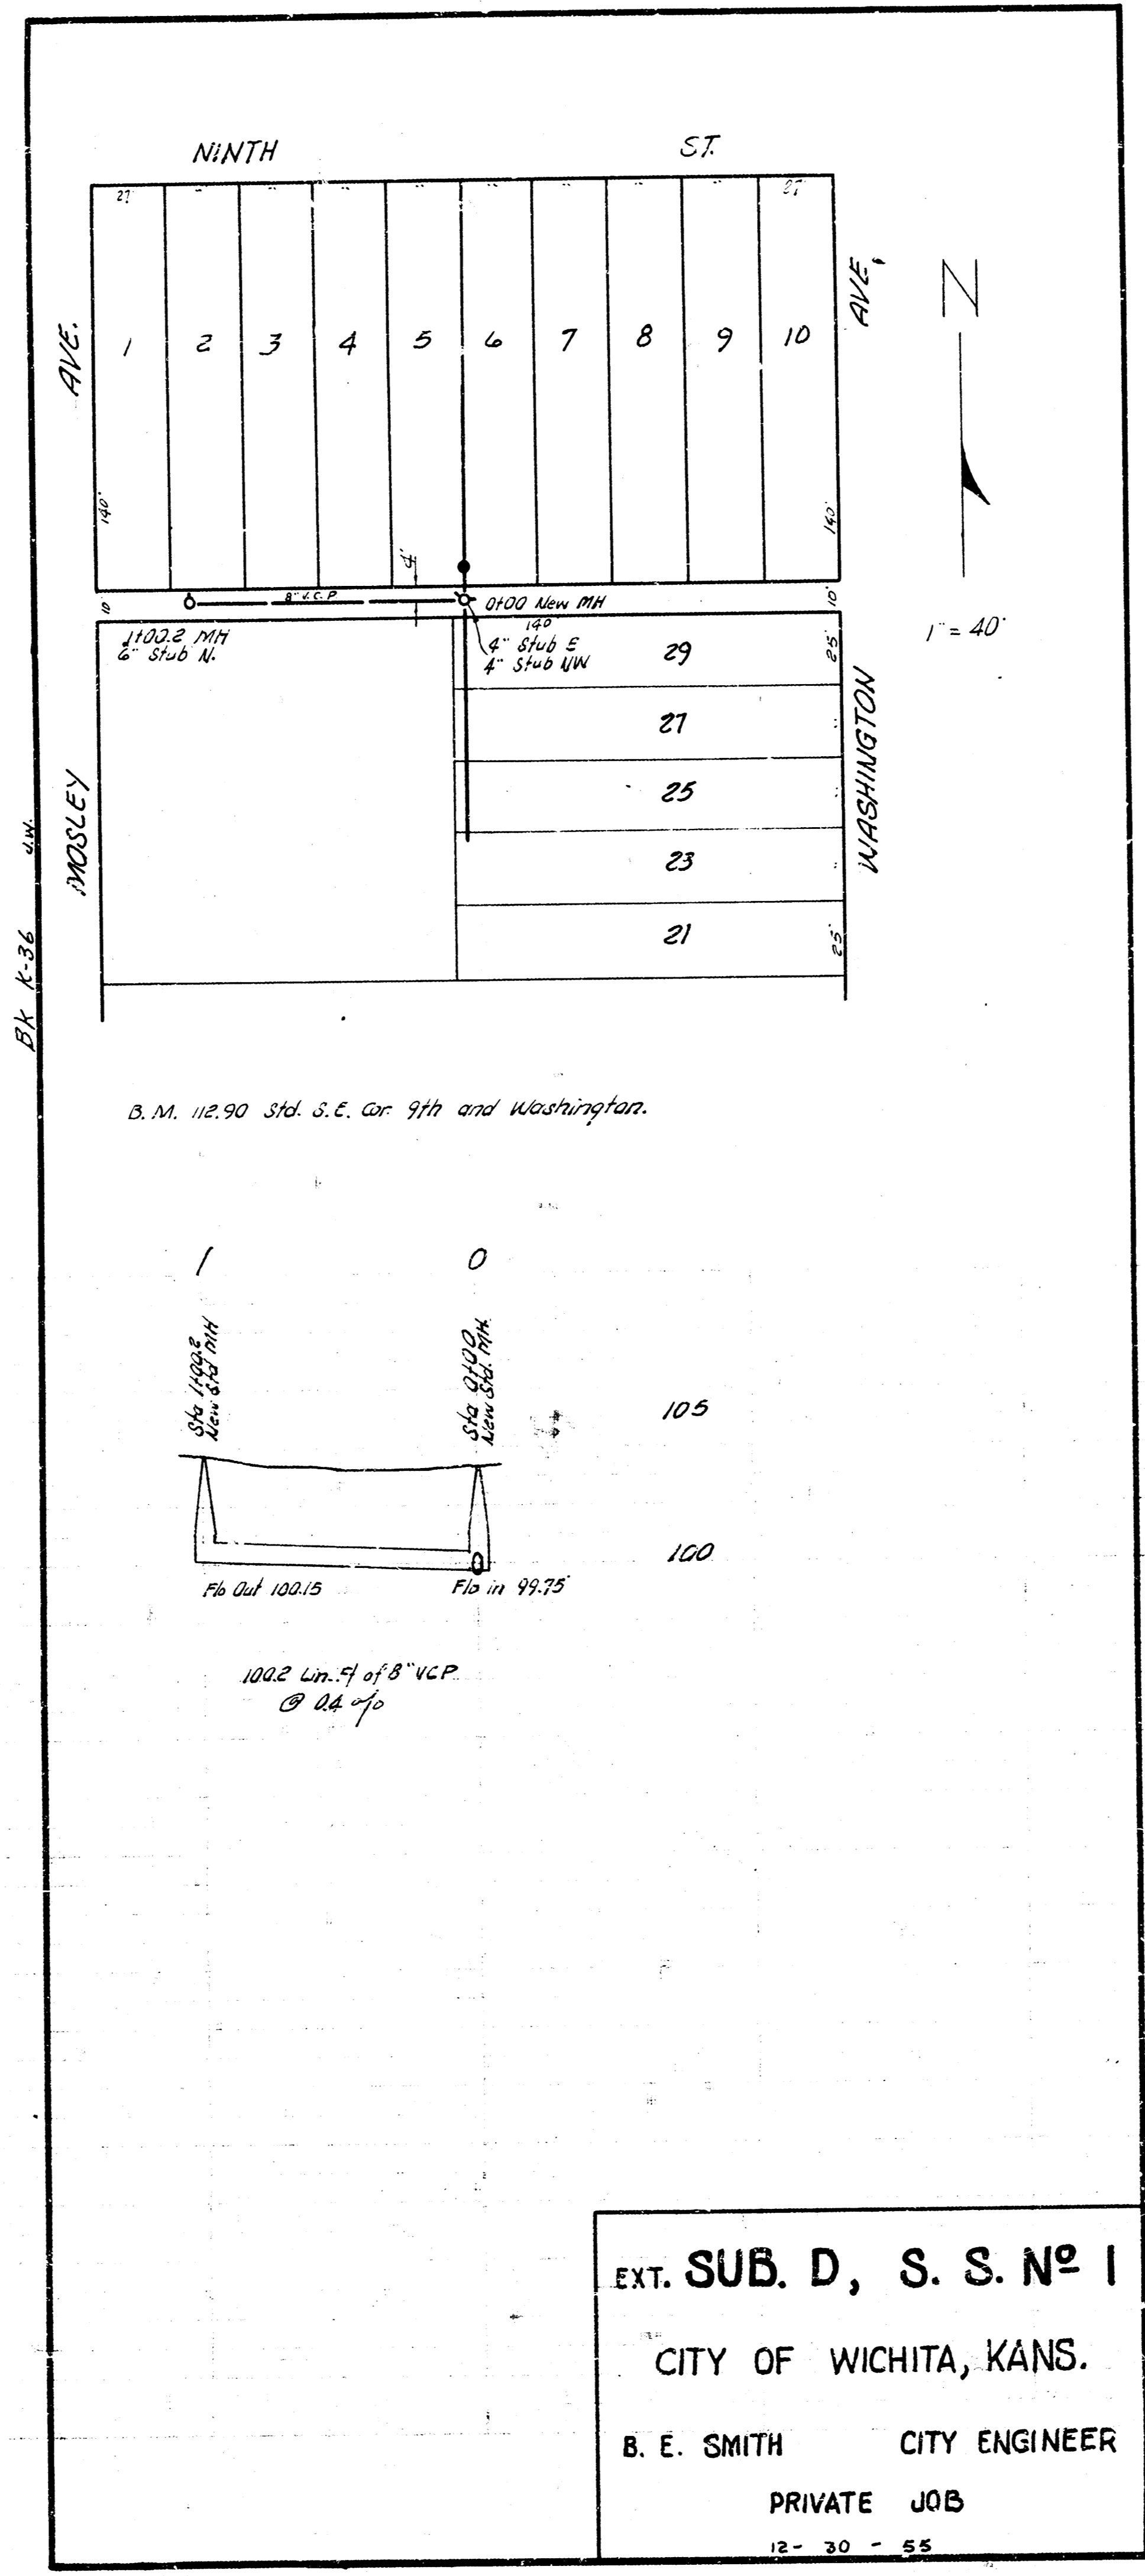 NINTH ST.
27' " " " " " " " " 27'
AVE.
AVE.
N
1 2 3 4 5 6 7 8 9 10
140'
140'
4'
10'
8" V.C.P.
0+00 New MH
10'
1+00.2 MH
6" Stub N.
140'
4" Stub E
4" Stub NW
29
25'
1" = 40'
27
"
25
"
23
"
21
25'
MOSLEY
WASHINGTON
BK K-36 J.W.
B.M. 112.90 Std. S.E. Cor. 9th and Washington.
1 0
Sta 1+00.2
New Std MH
Sta 0+00
New Std. MH.
105
100
Flo Out 100.15 Flo in 99.75
100.2 Lin. Ft of 8" VCP
@ 0.4 o/o
EXT. SUB. D, S. S. Nº 1
CITY OF WICHITA, KANS.
B. E. SMITH CITY ENGINEER
PRIVATE JOB
12 - 30 - 55